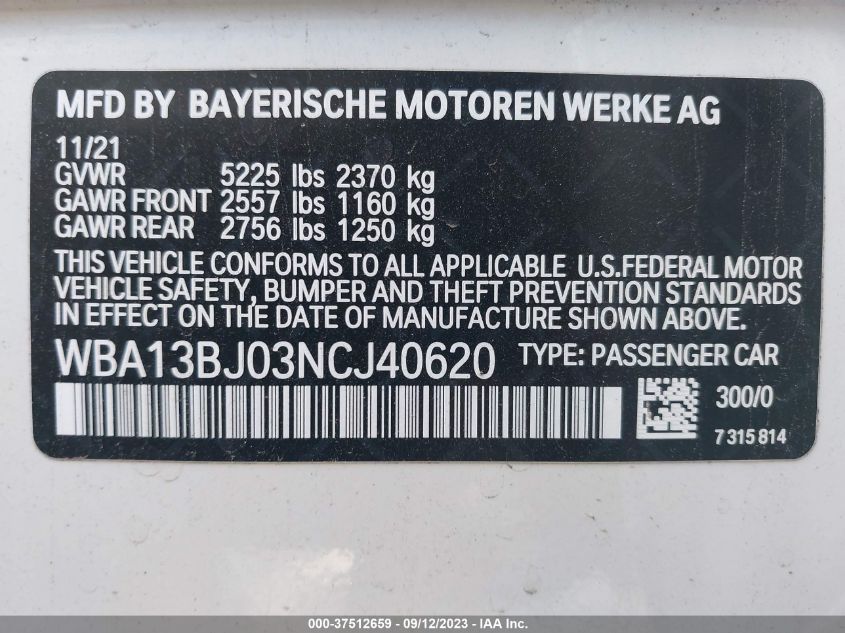 MFD BY BAYERISCHE MOTOREN WERKE AG
11/21
GVWR 5225 lbs 2370 kg
GAWR FRONT 2557 lbs 1160 kg
GAWR REAR 2756 lbs 1250 kg
THIS VEHICLE CONFORMS TO ALL APPLICABLE U.S.FEDERAL MOTOR
VEHICLE SAFETY, BUMPER AND THEFT PREVENTION STANDARDS
IN EFFECT ON THE DATE OF MANUFACTURE SHOWN ABOVE.
WBA13BJ03NCJ40620 TYPE: PASSENGER CAR
300/0
7 315 814
000-37512659 - 09/12/2023 - © IAA Inc.